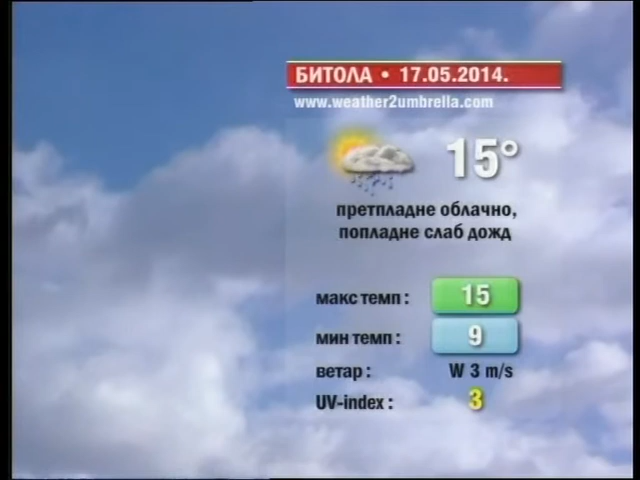 БИТОЛА • 17.05.2014.
www.weather2umbrella.com
15°
претпладне облачно,
попладне слаб дожд
макс темп : 15
мин темп : 9
ветар : W 3 m/s
UV-index : 3